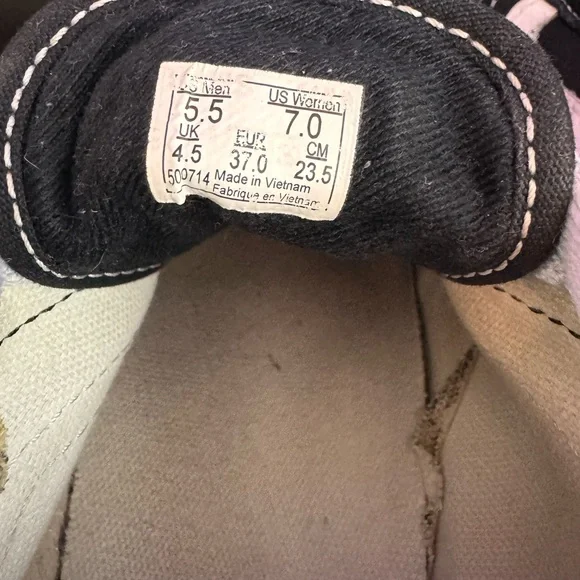 US Men US Women
5.5 7.0
UK EUR CM
4.5 37.0 23.5
500714 Made in Vietnam
Fabrique en Vietnam